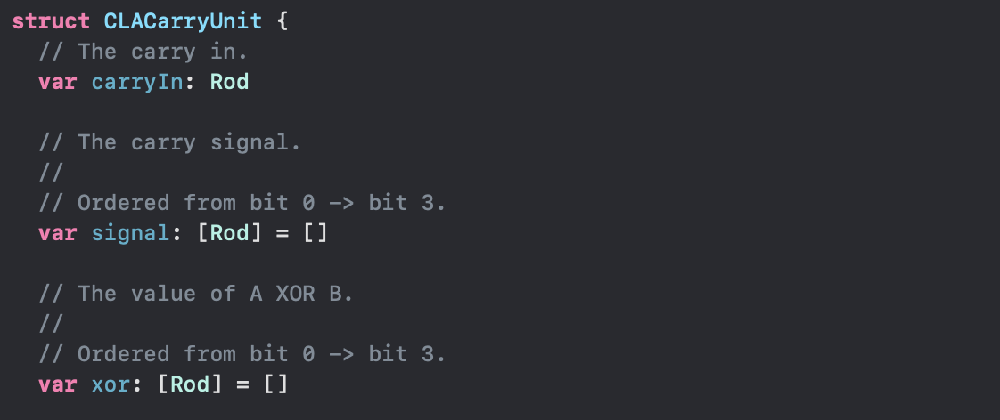 struct CLACarryUnit {
  // The carry in.
  var carryIn: Rod

  // The carry signal.
  //
  // Ordered from bit 0 -> bit 3.
  var signal: [Rod] = []

  // The value of A XOR B.
  //
  // Ordered from bit 0 -> bit 3.
  var xor: [Rod] = []